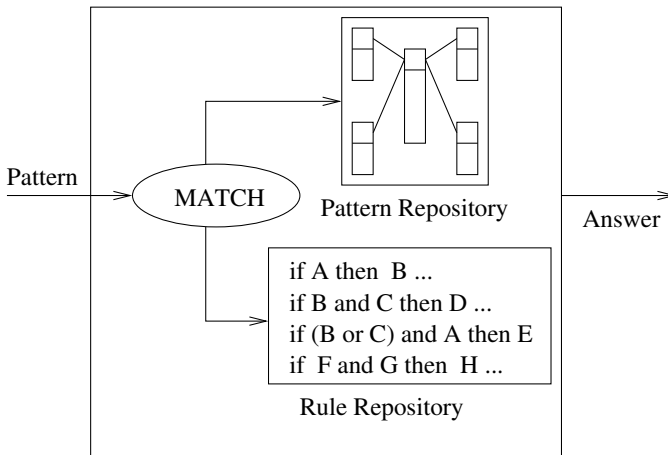 Pattern
MATCH
Pattern Repository
Answer
if A then B ...
if B and C then D ...
if (B or C) and A then E
if F and G then H ...
Rule Repository